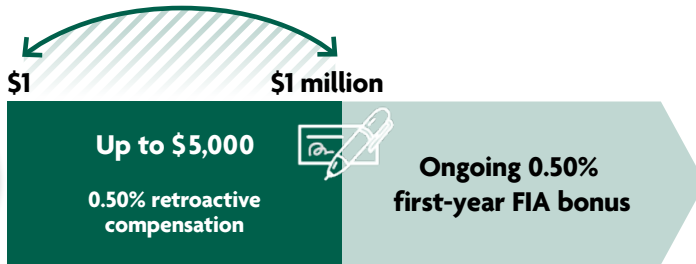 $1
$1 million
Up to $5,000
0.50% retroactive
compensation
Ongoing 0.50%
first-year FIA bonus